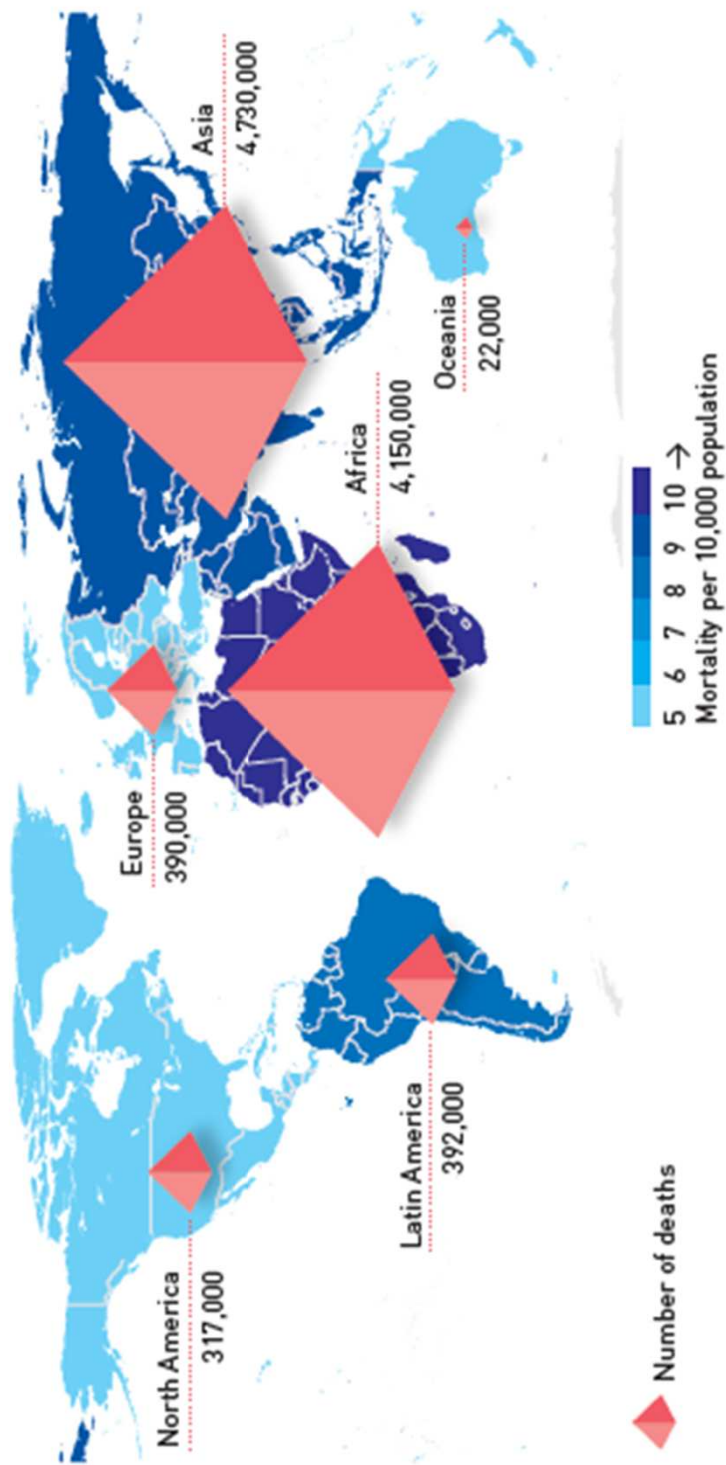 Asia
4,730,000
Europe
390,000
North America
317,000
Africa
4,150,000
Oceania
22,000
Latin America
392,000
Number of deaths
5 6 7 8 9 10 →
Mortality per 10,000 population